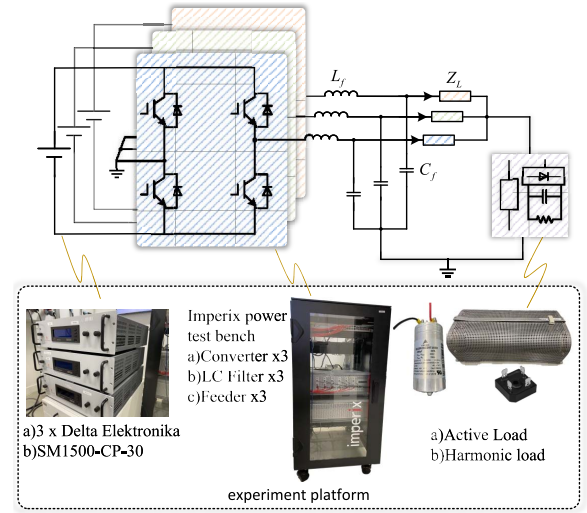 L_f
Z_L
C_f
Imperix power
test bench
a)Converter x3
b)LC Filter x3
c)Feeder x3
imperix
a)3 x Delta Elektronika
b)SM1500-CP-30
a)Active Load
b)Harmonic load
experiment platform